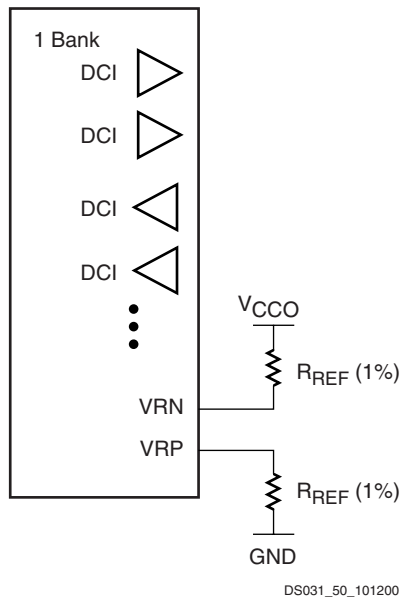 1 Bank
DCI
DCI
DCI
DCI
VCCO
RREF (1%)
VRN
VRP
RREF (1%)
GND
DS031_50_101200